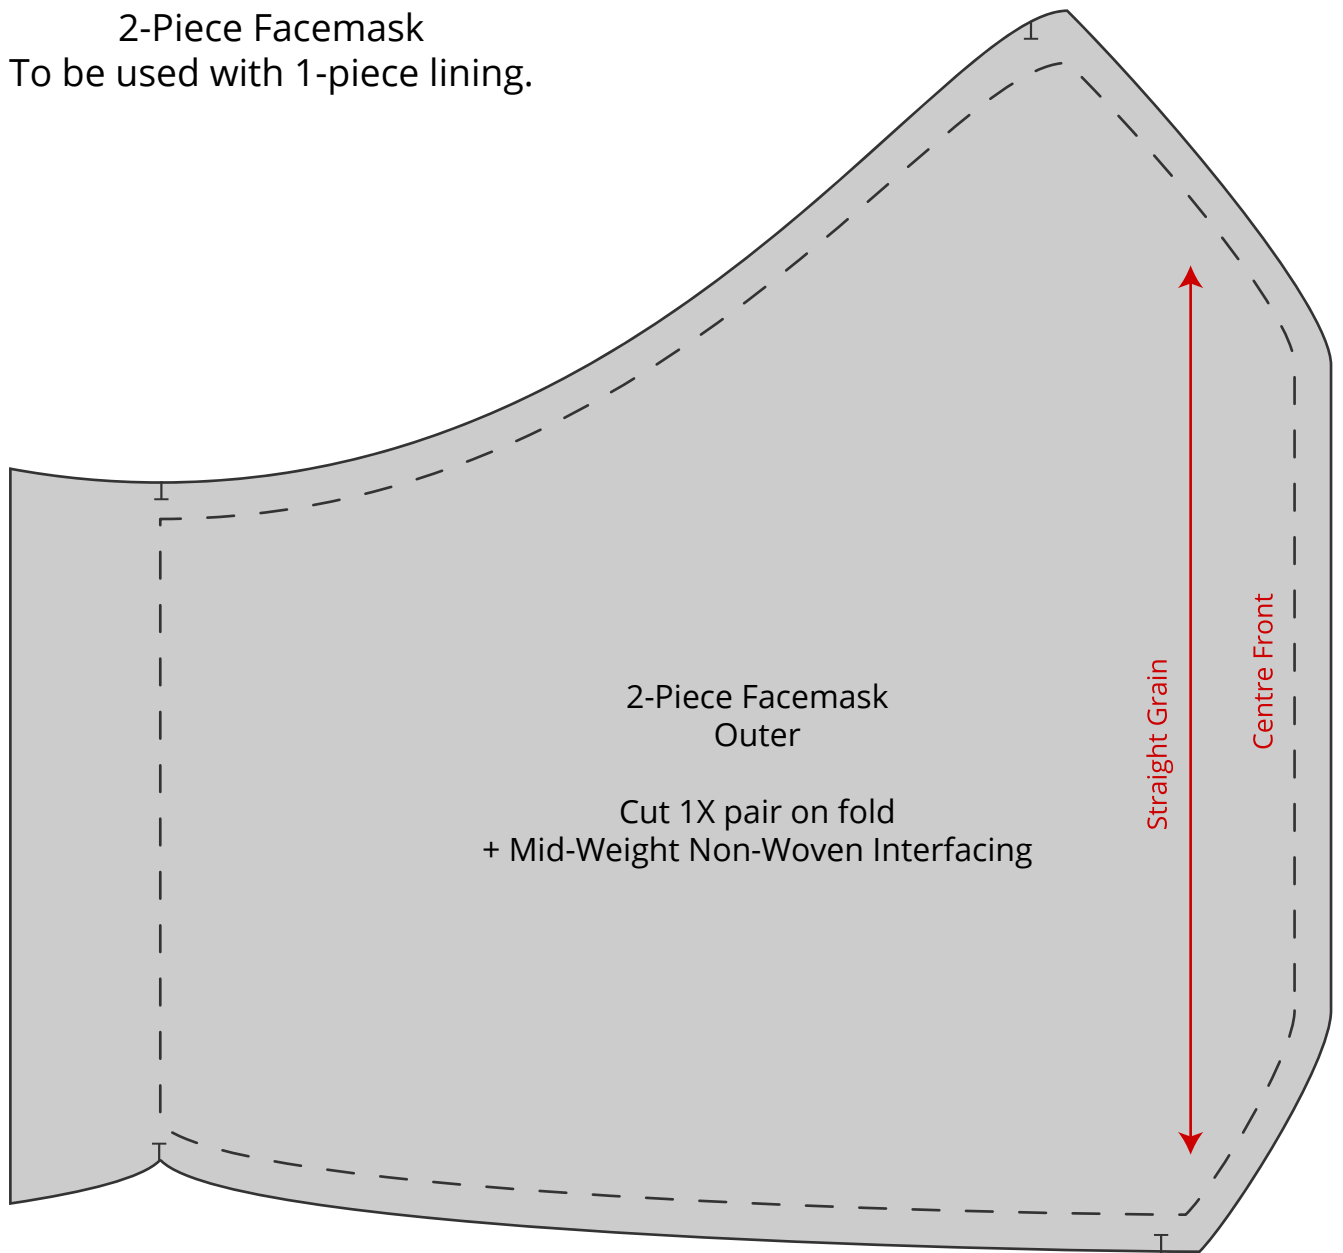 2-Piece Facemask
To be used with 1-piece lining.
2-Piece Facemask
Outer
Cut 1X pair on fold
+ Mid-Weight Non-Woven Interfacing
Straight Grain
Centre Front